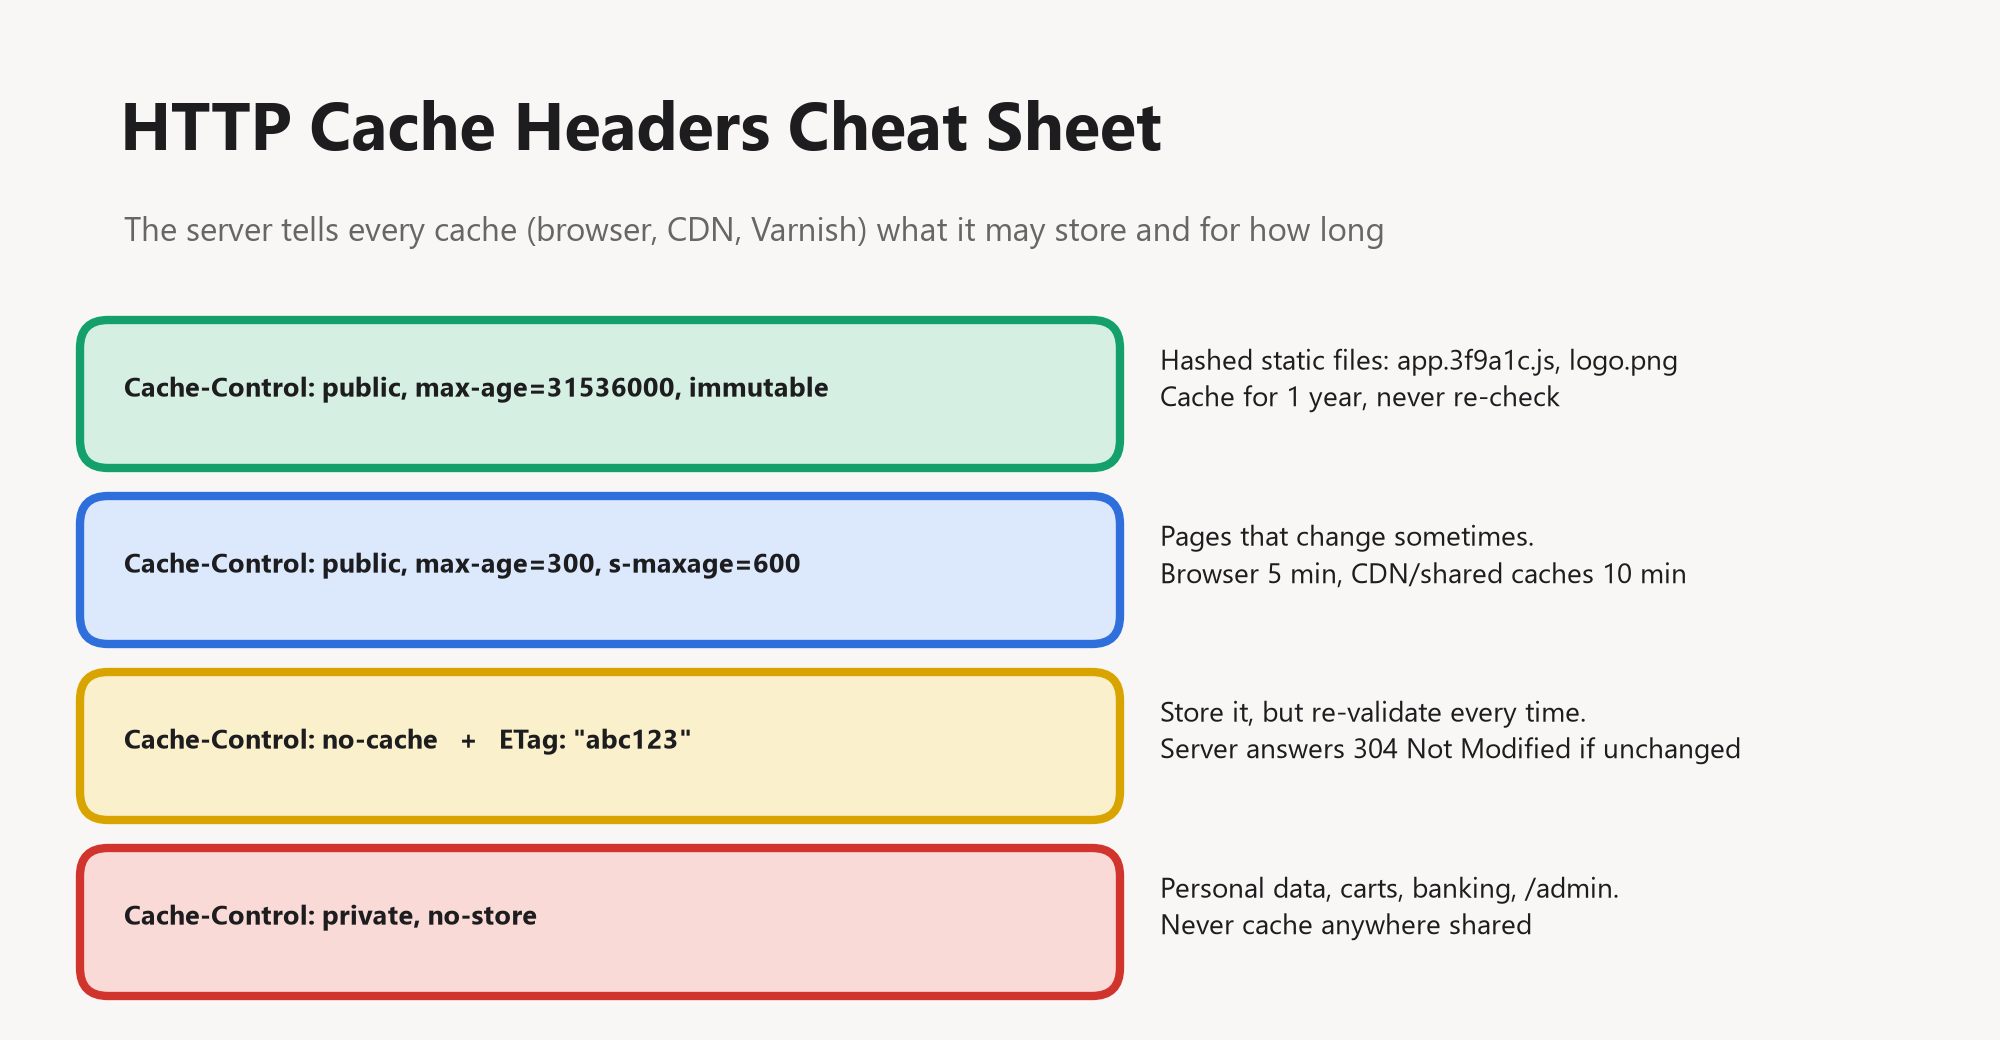 HTTP Cache Headers Cheat Sheet
The server tells every cache (browser, CDN, Varnish) what it may store and for how long
Cache-Control: public, max-age=31536000, immutable
Hashed static files: app.3f9a1c.js, logo.png
Cache for 1 year, never re-check
Cache-Control: public, max-age=300, s-maxage=600
Pages that change sometimes.
Browser 5 min, CDN/shared caches 10 min
Cache-Control: no-cache + ETag: "abc123"
Store it, but re-validate every time.
Server answers 304 Not Modified if unchanged
Cache-Control: private, no-store
Personal data, carts, banking, /admin.
Never cache anywhere shared